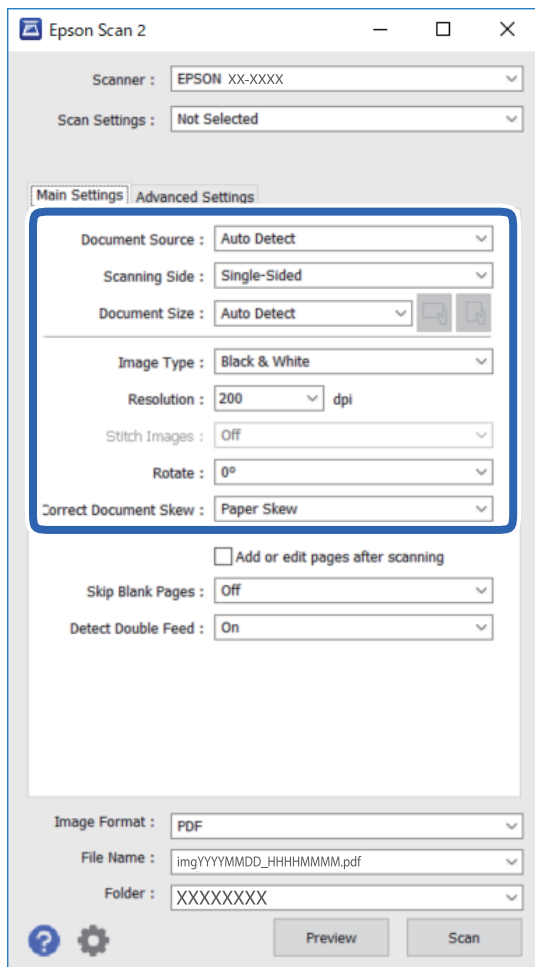 Epson Scan 2
Scanner : EPSON XX-XXXX
Scan Settings : Not Selected
Main Settings Advanced Settings
Document Source : Auto Detect
Scanning Side : Single-Sided
Document Size : Auto Detect
Image Type : Black & White
Resolution : 200 dpi
Stitch Images : Off
Rotate : 0º
Correct Document Skew : Paper Skew
Add or edit pages after scanning
Skip Blank Pages : Off
Detect Double Feed : On
Image Format : PDF
File Name : imgYYYYMMDD_HHHHMMMM.pdf
Folder : XXXXXXXX
? Preview Scan